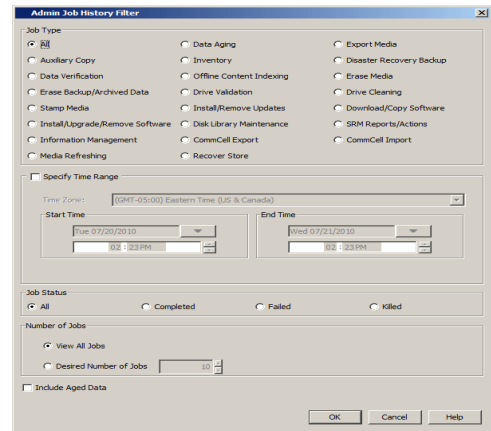 Admin Job History Filter
Job Type
All Data Aging Export Media
Auxiliary Copy Inventory Disaster Recovery Backup
Data Verification Offline Content Indexing Erase Media
Erase Backup/Archived Data Drive Validation Drive Cleaning
Stamp Media Install/Remove Updates Download/Copy Software
Install/Upgrade/Remove Software Disk Library Maintenance SRM Reports/Actions
Information Management CommCell Export CommCell Import
Media Refreshing Recover Store
Specify Time Range
Time Zone: (GMT-05:00) Eastern Time (US & Canada)
Start Time End Time
Tue 07/20/2010 Wed 07/21/2010
02 : 23 PM 02 : 23 PM
Job Status
All Completed Failed Killed
Number of Jobs
View All Jobs
Desired Number of Jobs 10
Include Aged Data
OK Cancel Help